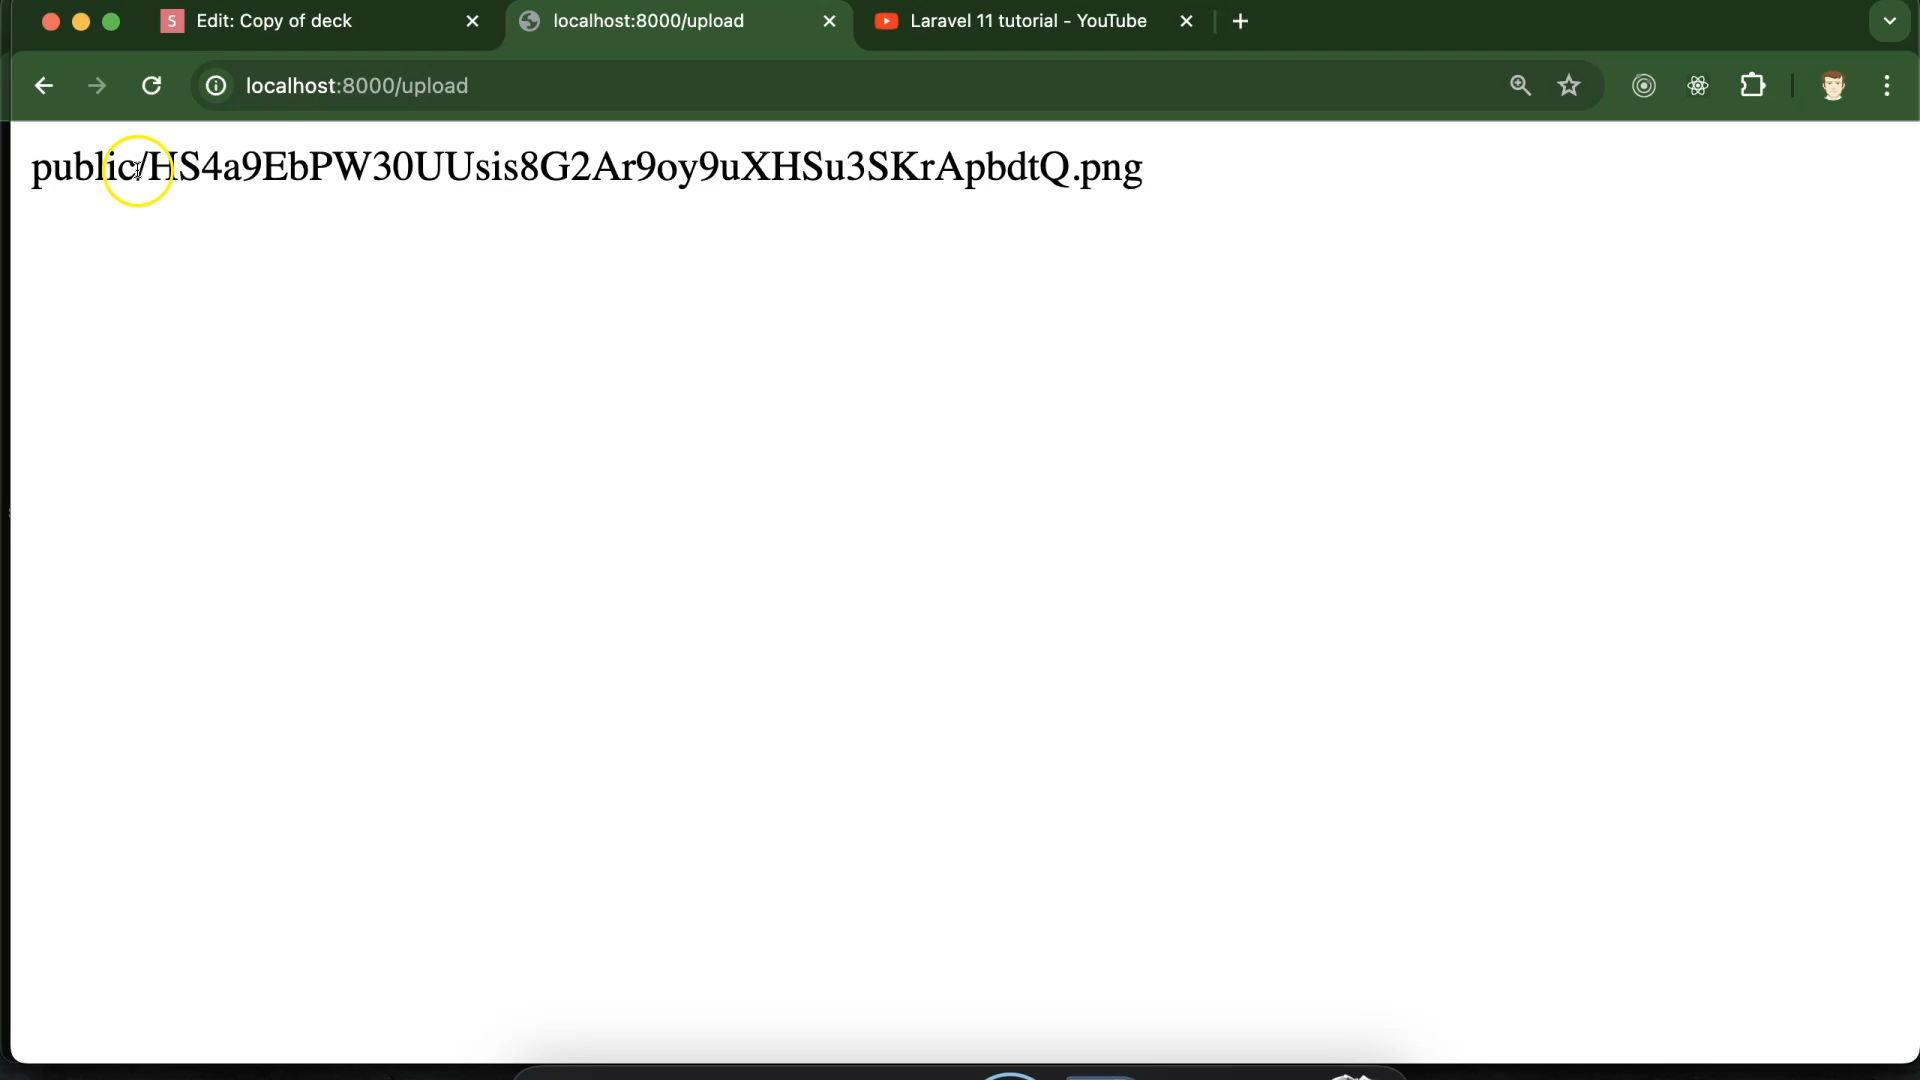 S Edit: Copy of deck
localhost:8000/upload
Laravel 11 tutorial - YouTube
localhost:8000/upload
public/HS4a9EbPW30UUsis8G2Ar9oy9uXHSu3SKrApbdtQ.png